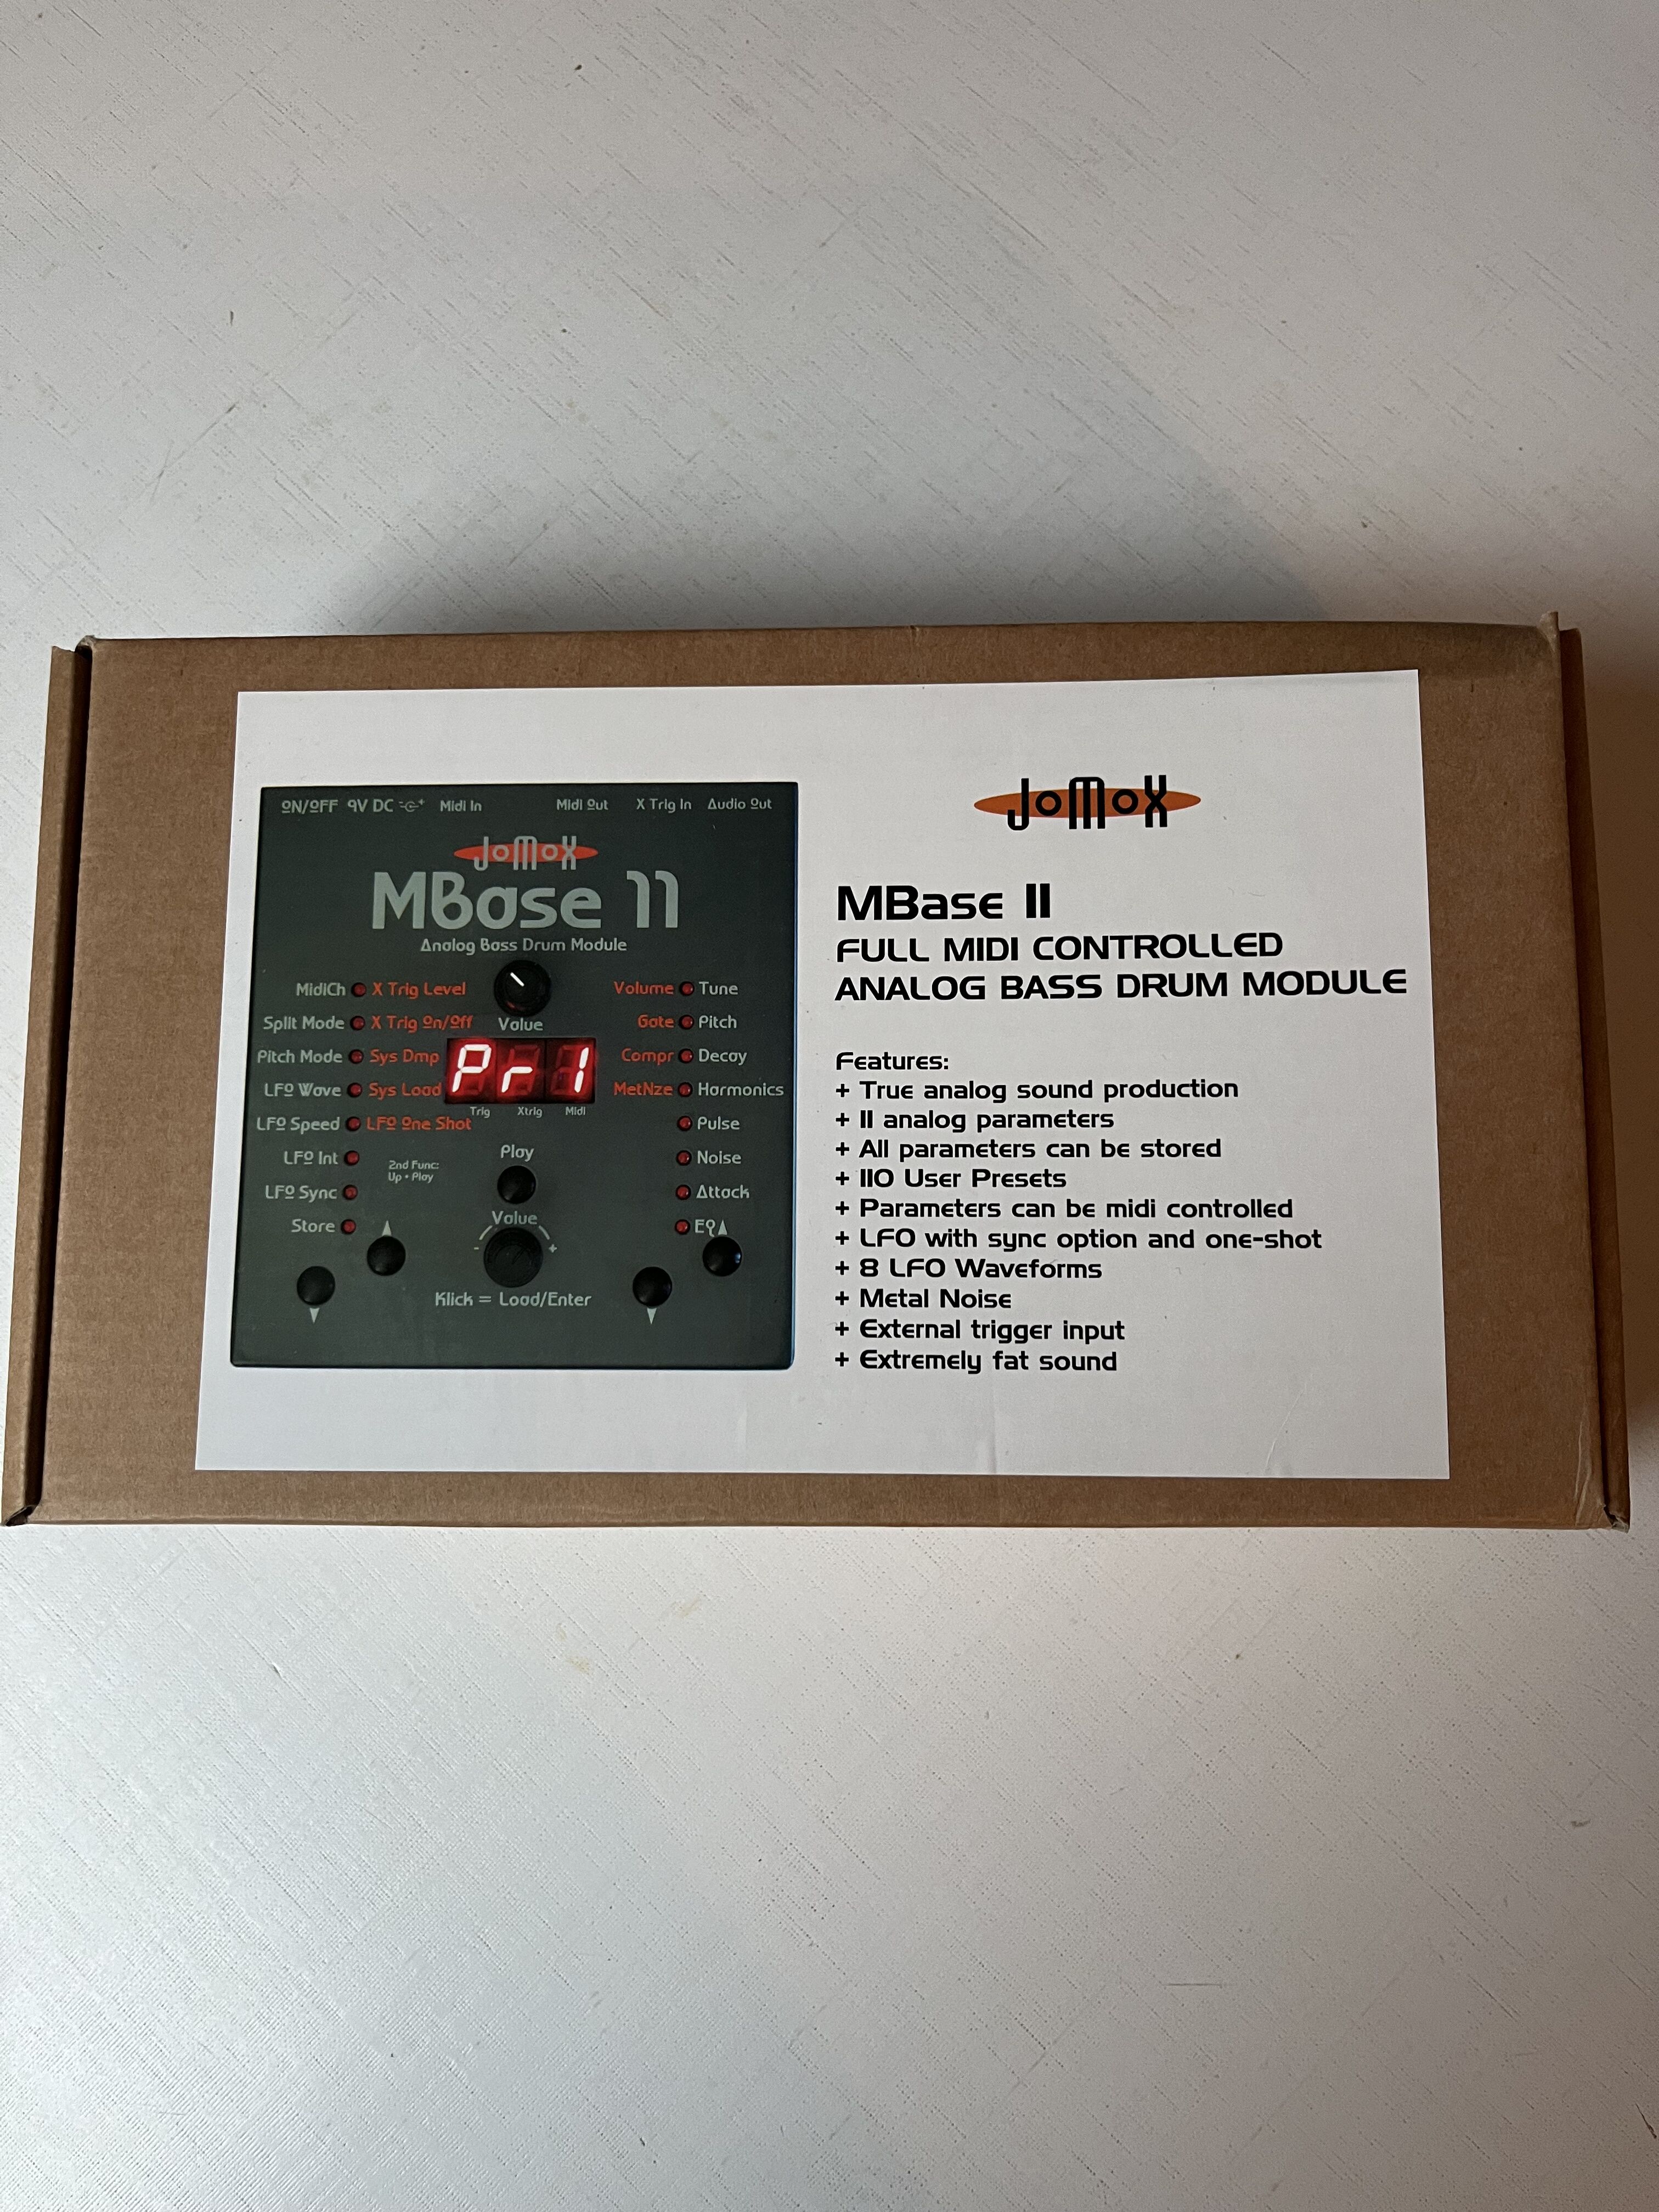 ON/OFF 9V DC Midi In Midi Out X Trig In Audio Out
JoMoX
MBase 11
Analog Bass Drum Module
MidiCh X Trig Level
Split Mode X Trig On/Off
Pitch Mode Sys Dmp
LFO Wave Sys Load
LFO Speed LFO One Shot
LFO Int
LFO Sync
Store
2nd Func:
Up + Play
Value
Pr1
Trig Xtrig Midi
Play
Value
- +
Klick = Load/Enter
Volume Tune
Gate Pitch
Compr Decay
MetNze Harmonics
Pulse
Noise
Attack
EQ
JoMoX
MBase 11
FULL MIDI CONTROLLED
ANALOG BASS DRUM MODULE
Features:
+ True analog sound production
+ 11 analog parameters
+ All parameters can be stored
+ 110 User Presets
+ Parameters can be midi controlled
+ LFO with sync option and one-shot
+ 8 LFO Waveforms
+ Metal Noise
+ External trigger input
+ Extremely fat sound